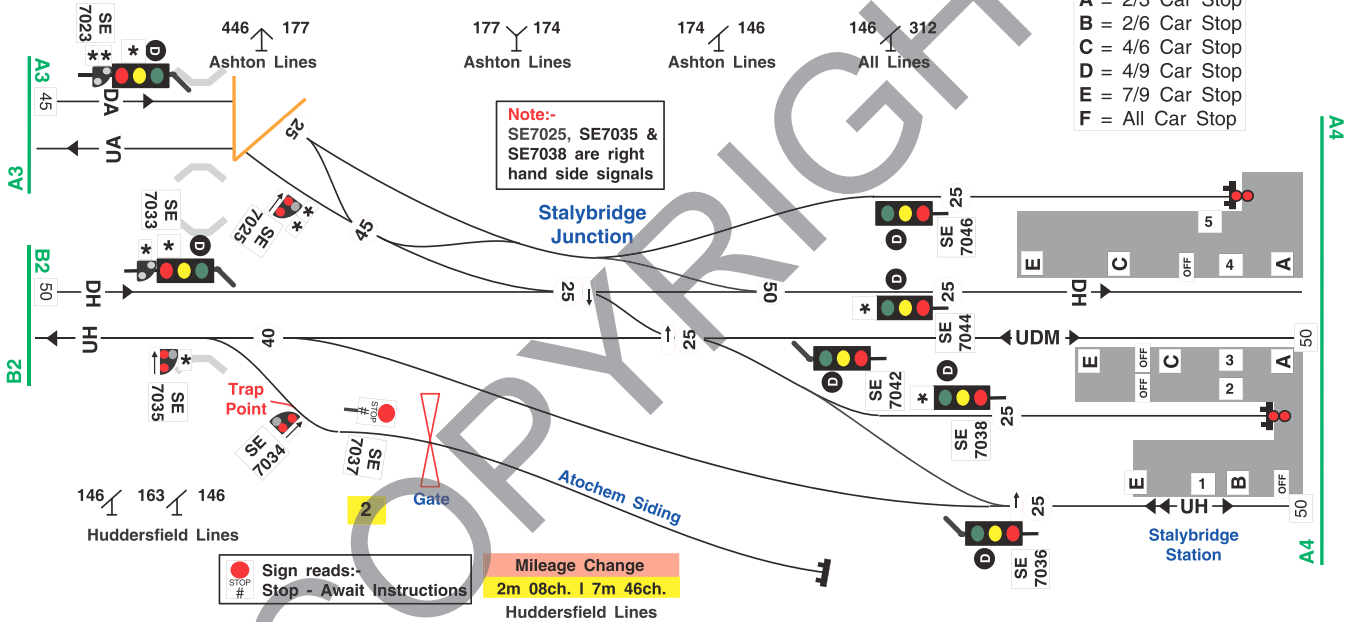 A = 2/3 Car Stop
B = 2/6 Car Stop
C = 4/6 Car Stop
D = 4/9 Car Stop
E = 7/9 Car Stop
F = All Car Stop
446 177
Ashton Lines
177 174
Ashton Lines
174 146
Ashton Lines
146 312
All Lines
SE
7023
** * D
A3
45
DA
UA
A3
25
Note:-
SE7025, SE7035 &
SE7038 are right
hand side signals
A4
SE
7033
* * D
SE
7025
**
45
Stalybridge
Junction
D
SE
7046
25
5
E C OFF 4 A
B2
50
DH
25
50
D
*
SE
7044
25
DH
UH
B2
40
25
UDM
50
SE
7035
*
Trap
Point
SE
7034
STOP
#
SE
7037
D
SE
7042
D
*
SE
7038
25
E OFF C 3 A
OFF 2
Gate
2
Atochem Siding
146 163 146
Huddersfield Lines
E 1 B OFF
25
UH
50
Stalybridge
Station
A4
D
SE
7036
STOP
#
Sign reads:-
Stop - Await Instructions
Mileage Change
2m 08ch. | 7m 46ch.
Huddersfield Lines
COPYRIGH